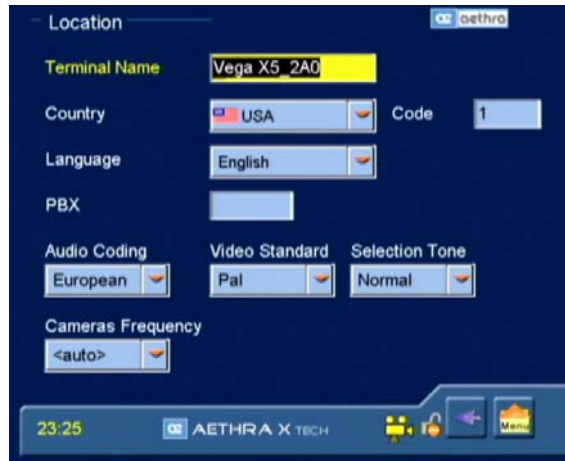 Location
aethra
Terminal Name Vega X5_2A0
Country USA Code 1
Language English
PBX
Audio Coding Video Standard Selection Tone
European Pal Normal
Cameras Frequency
<auto>
23:25 AETHRA X TECH Menu